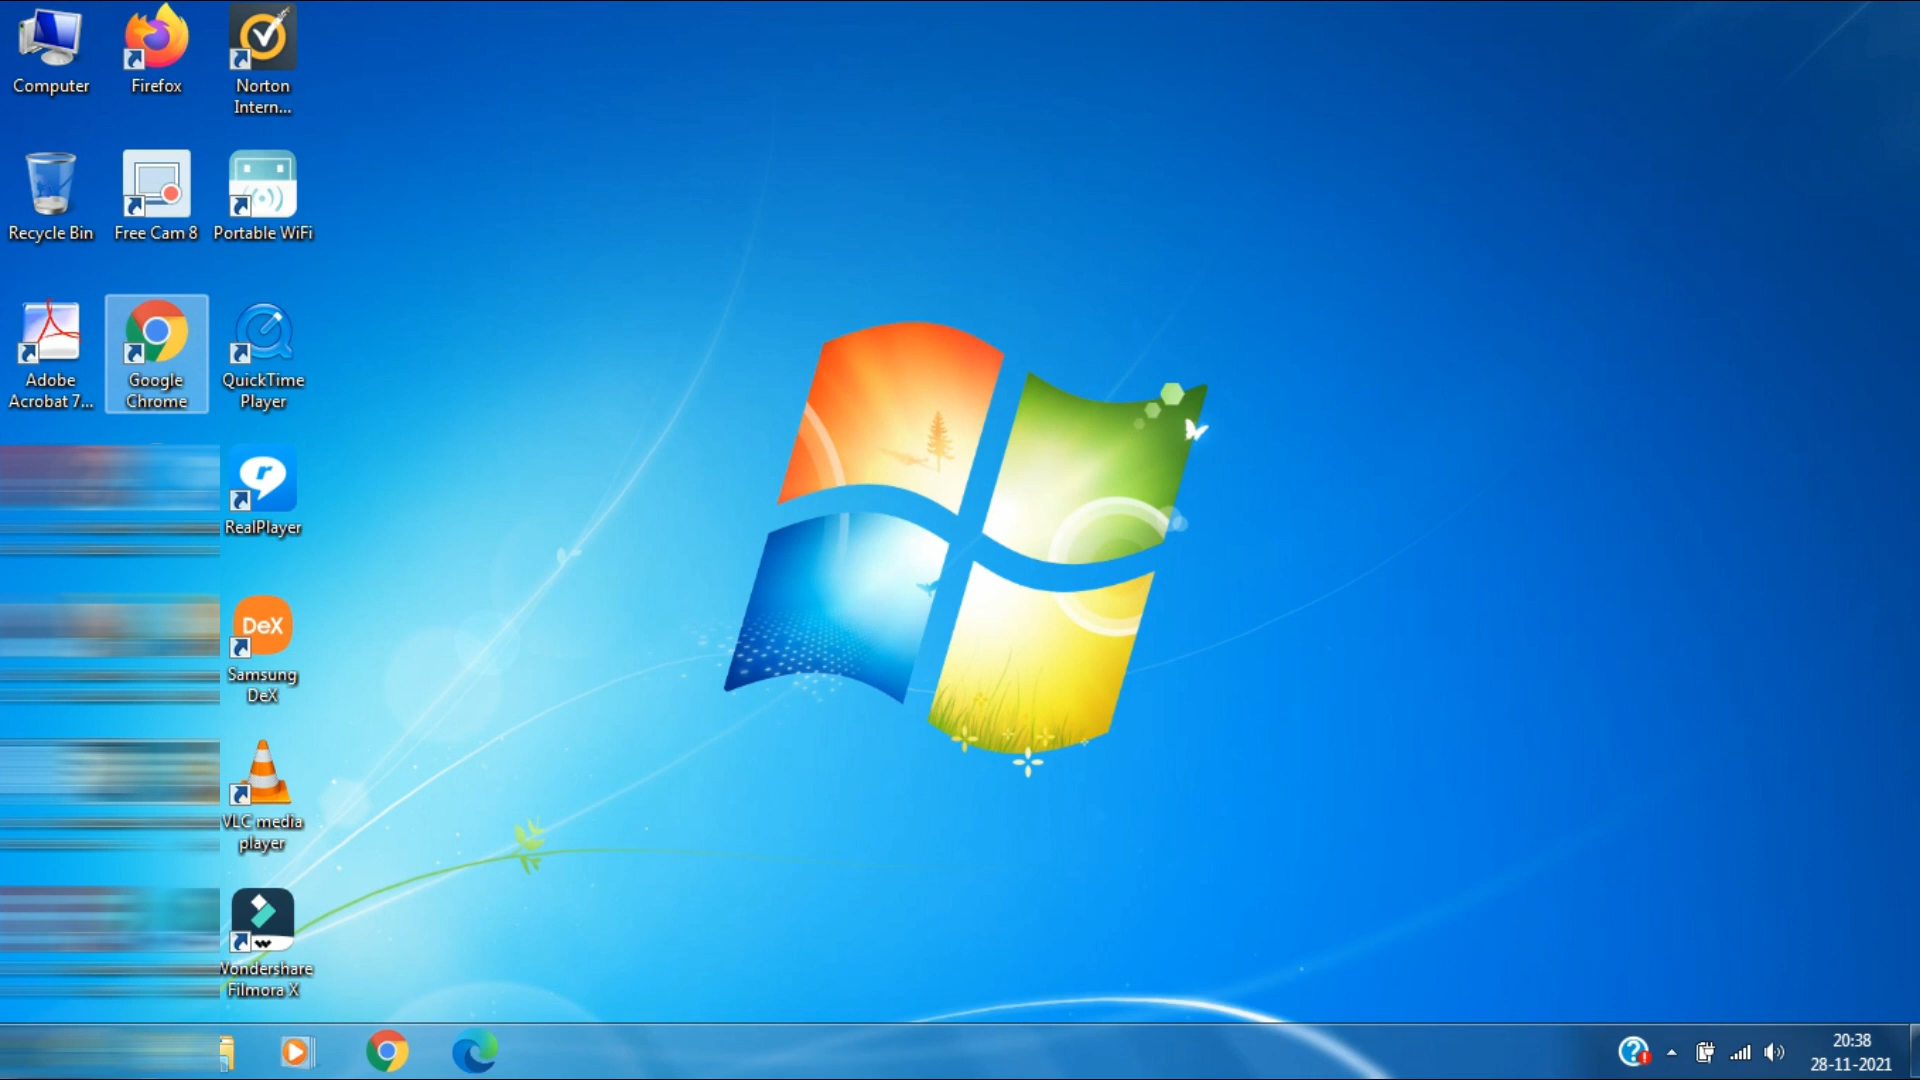 Computer
Firefox
Norton
Intern...
Recycle Bin
Free Cam 8
Portable WiFi
Adobe
Acrobat 7...
Google
Chrome
QuickTime
Player
RealPlayer
DeX
Samsung
DeX
VLC media
player
Wondershare
Filmora X
20:38
28-11-2021